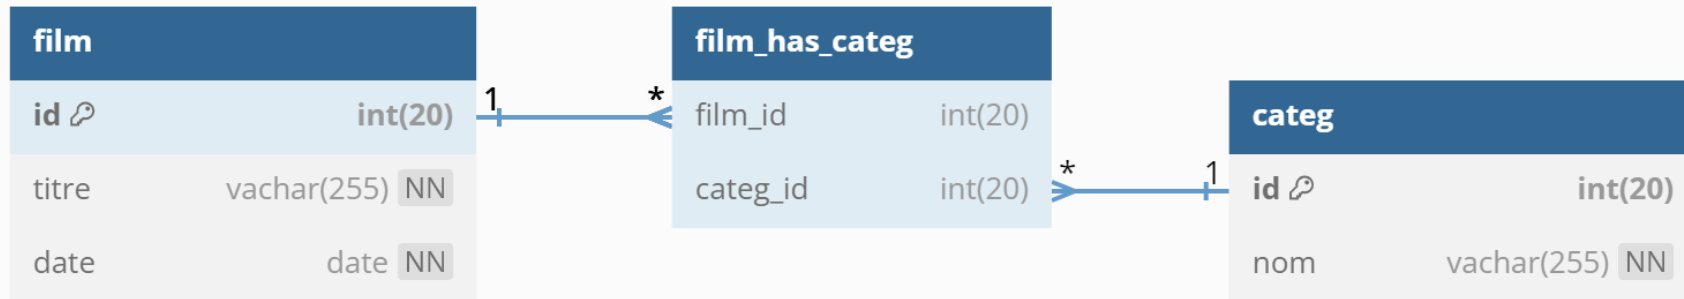 film
id int(20)
titre vachar(255) NN
date date NN
1 *
film_has_categ
film_id int(20)
categ_id int(20)
* 1
categ
id int(20)
nom vachar(255) NN